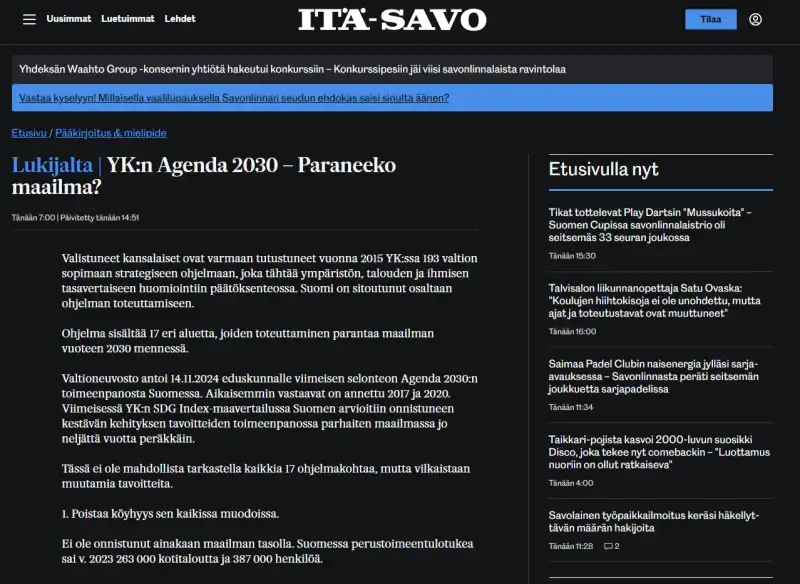 Uusimmat Luetuimmat Lehdet
ITÄ-SAVO
Tilaa
Yhdeksän Waahto Group -konsernin yhtiötä hakeutui konkurssiin – Konkurssipesiin jäi viisi savonlinnalaista ravintolaa
Vastaa kyselyyn! Millaisella vaalilupauksella Savonlinnan seudun ehdokas saisi sinulta äänen?
Etusivu / Pääkirjoitus & mielipide
Lukijalta | YK:n Agenda 2030 – Paraneeko
maailma?
Tänään 7:00 | Päivitetty tänään 14:51
Valistuneet kansalaiset ovat varmaan tutustuneet vuonna 2015 YK:ssa 193 valtion
sopimaan strategiseen ohjelmaan, joka tähtää ympäristön, talouden ja ihmisen
tasavertaiseen huomiointiin päätöksenteossa. Suomi on sitoutunut osaltaan
ohjelman toteuttamiseen.
Ohjelma sisältää 17 eri aluetta, joiden toteuttaminen parantaa maailman
vuoteen 2030 mennessä.
Valtioneuvosto antoi 14.11.2024 eduskunnalle viimeisen selonteon Agenda 2030:n
toimeenpanosta Suomessa. Aikaisemmin vastaavat on annettu 2017 ja 2020.
Viimeisessä YK:n SDG Index-maavertailussa Suomen arvioitiin onnistuneen
kestävän kehityksen tavoitteiden toimeenpanossa parhaiten maailmassa jo
neljättä vuotta peräkkäin.
Tässä ei ole mahdollista tarkastella kaikkia 17 ohjelmakohtaa, mutta vilkaistaan
muutamia tavoitteita.
1. Poistaa köyhyys sen kaikissa muodoissa.
Ei ole onnistunut ainakaan maailman tasolla. Suomessa perustoimeentulotukea
sai v. 2023 263 000 kotitaloutta ja 387 000 henkilöä.
Etusivulla nyt
Tikat tottelevat Play Dartsin "Mussukoita" –
Suomen Cupissa savonlinnalaistrio oli
seitsemäs 33 seuran joukossa
Tänään 15:30
Talvisalon liikunnanopettaja Satu Ovaska:
"Koulujen hiihtokisoja ei ole unohdettu, mutta
ajat ja toteutustavat ovat muuttuneet"
Tänään 16:00
Saimaa Padel Clubin naisenergia jylläsi sarja-
avauksessa – Savonlinnasta peräti seitsemän
joukkuetta sarjapadelissa
Tänään 11:34
Taikkari-pojista kasvoi 2000-luvun suosikki
Disco, joka tekee nyt comebackin – "Luottamus
nuoriin on ollut ratkaiseva"
Tänään 4:00
Savolainen työpaikkailmoitus keräsi häkellyt-
tävän määrän hakijoita
Tänään 11:28 2